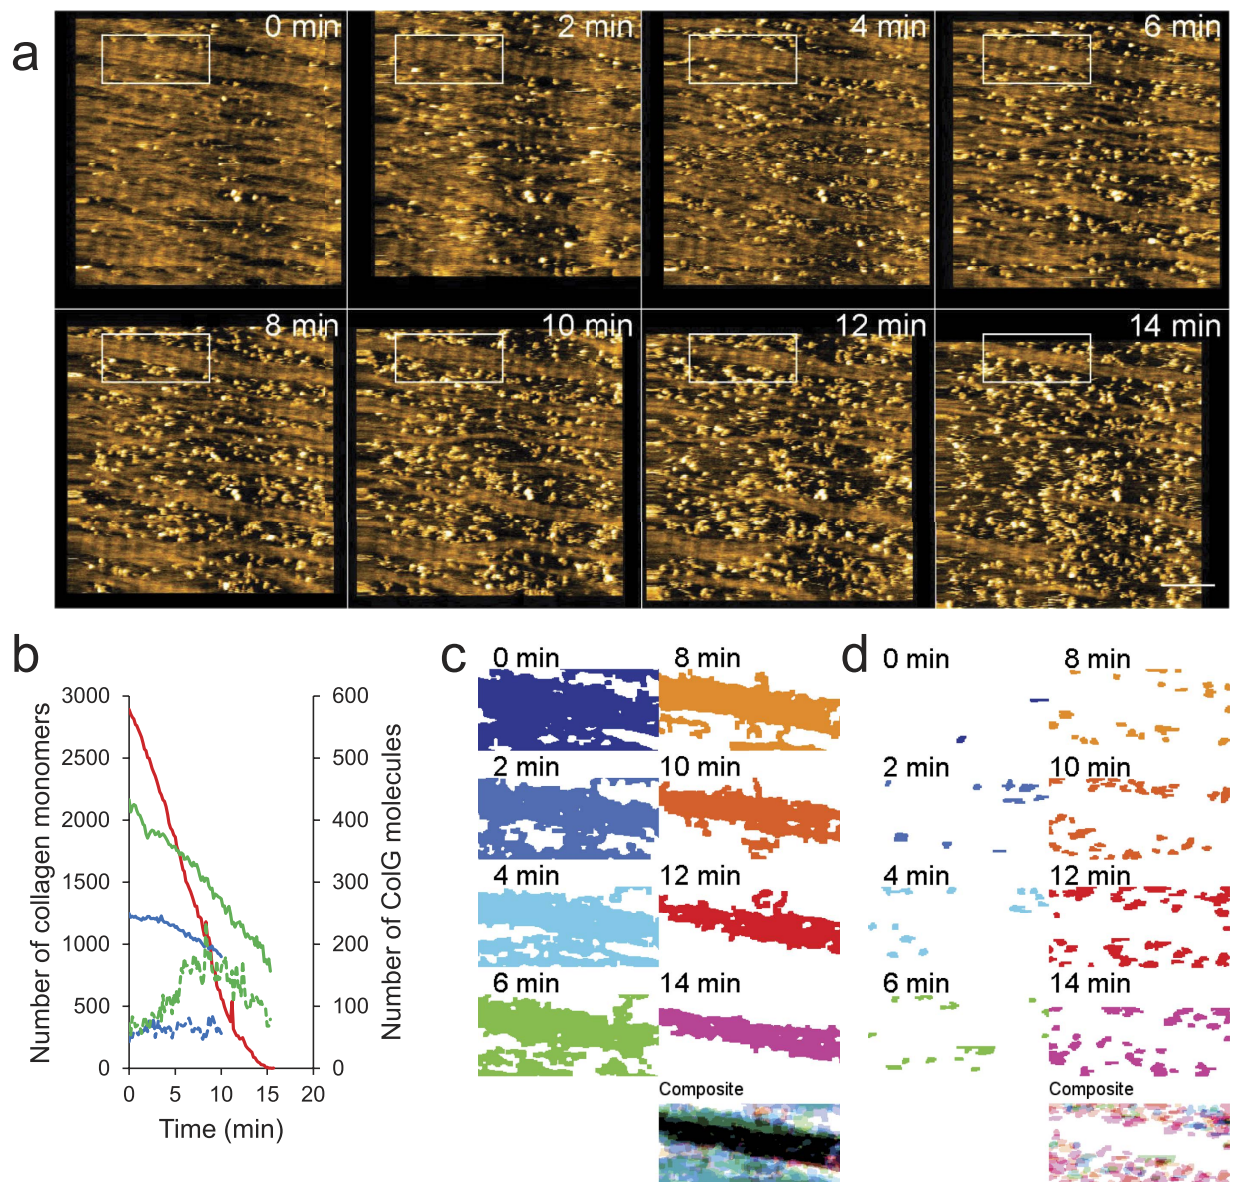 a
0 min
2 min
4 min
6 min
8 min
10 min
12 min
14 min
b
Number of collagen monomers
3000
2500
2000
1500
1000
500
0
600
500
400
300
200
100
0
Number of ColG molecules
0 5 10 15 20
Time (min)
c
0 min
8 min
2 min
10 min
4 min
12 min
6 min
14 min
Composite
d
0 min
8 min
2 min
10 min
4 min
12 min
6 min
14 min
Composite